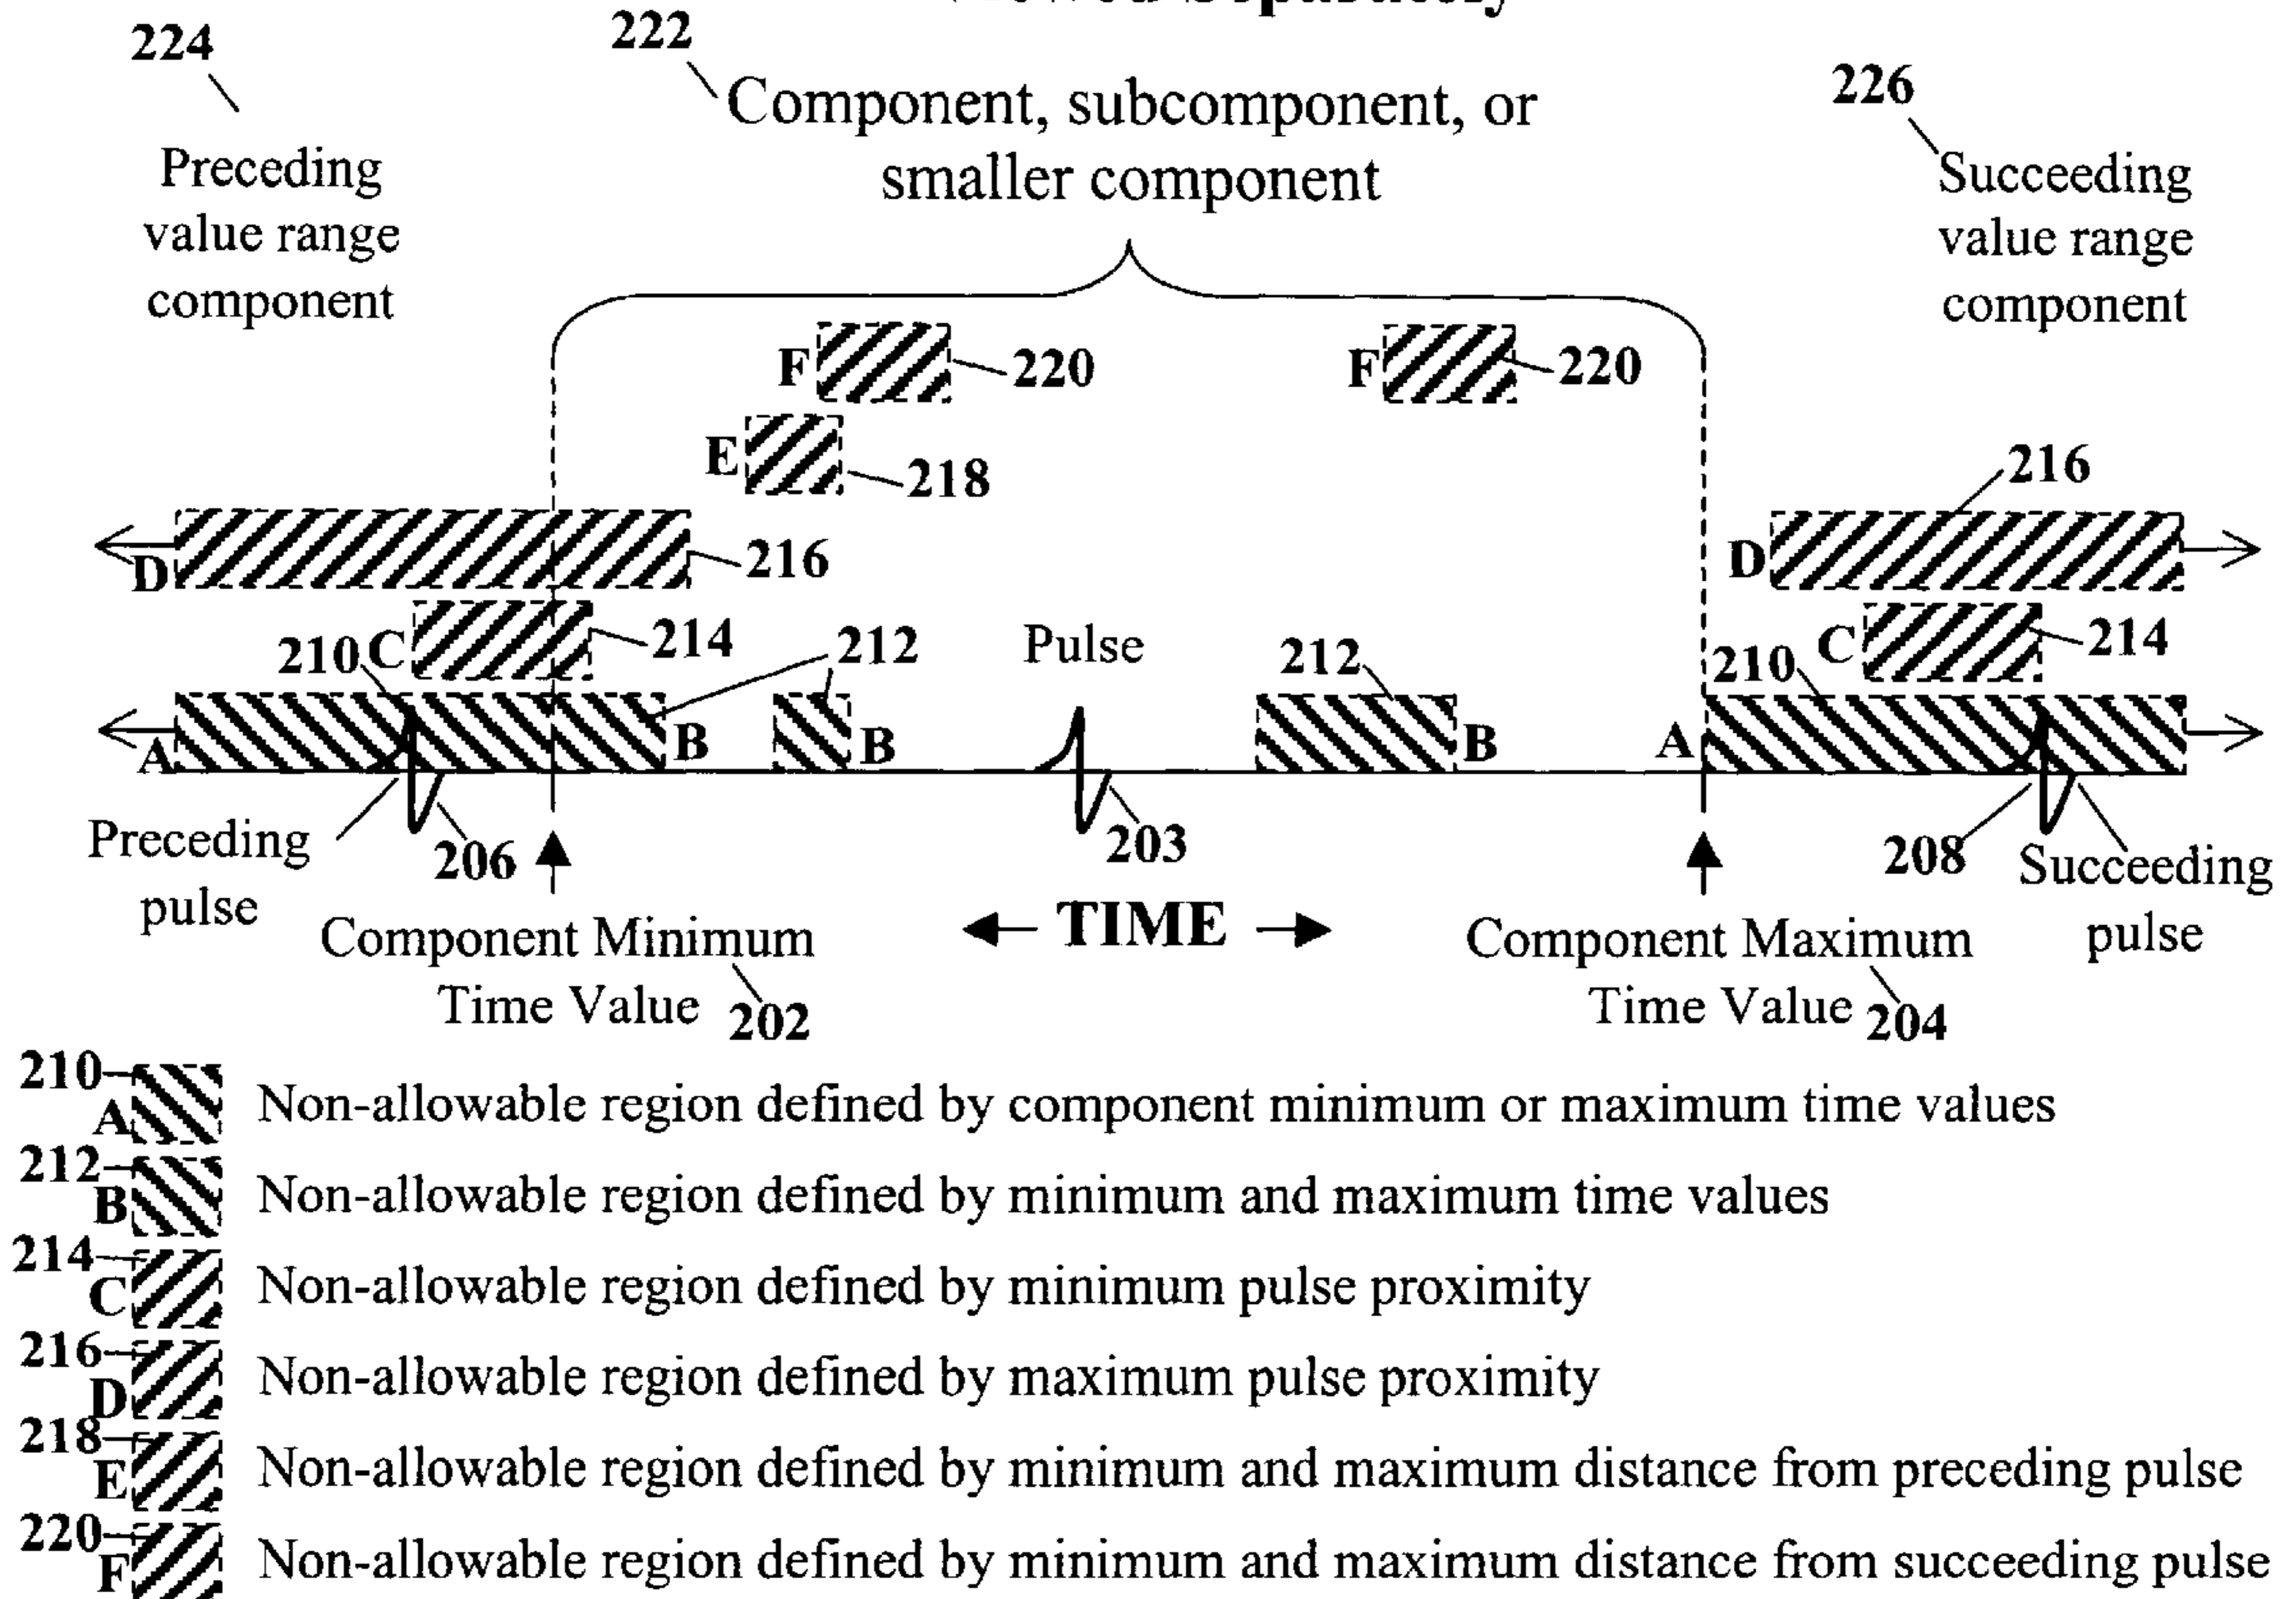 224
222
226
Component, subcomponent, or
smaller component
Preceding
value range
component
Succeeding
value range
component
F 220 F 220
E 218
216
D 216 D
210 C 214 212 Pulse 212 210 C 214
A B B B A
Preceding
pulse
206
203
208
Succeeding
pulse
Component Minimum
Time Value 202
TIME
Component Maximum
Time Value 204
210 A Non-allowable region defined by component minimum or maximum time values
212 B Non-allowable region defined by minimum and maximum time values
214 C Non-allowable region defined by minimum pulse proximity
216 D Non-allowable region defined by maximum pulse proximity
218 E Non-allowable region defined by minimum and maximum distance from preceding pulse
220 F Non-allowable region defined by minimum and maximum distance from succeeding pulse